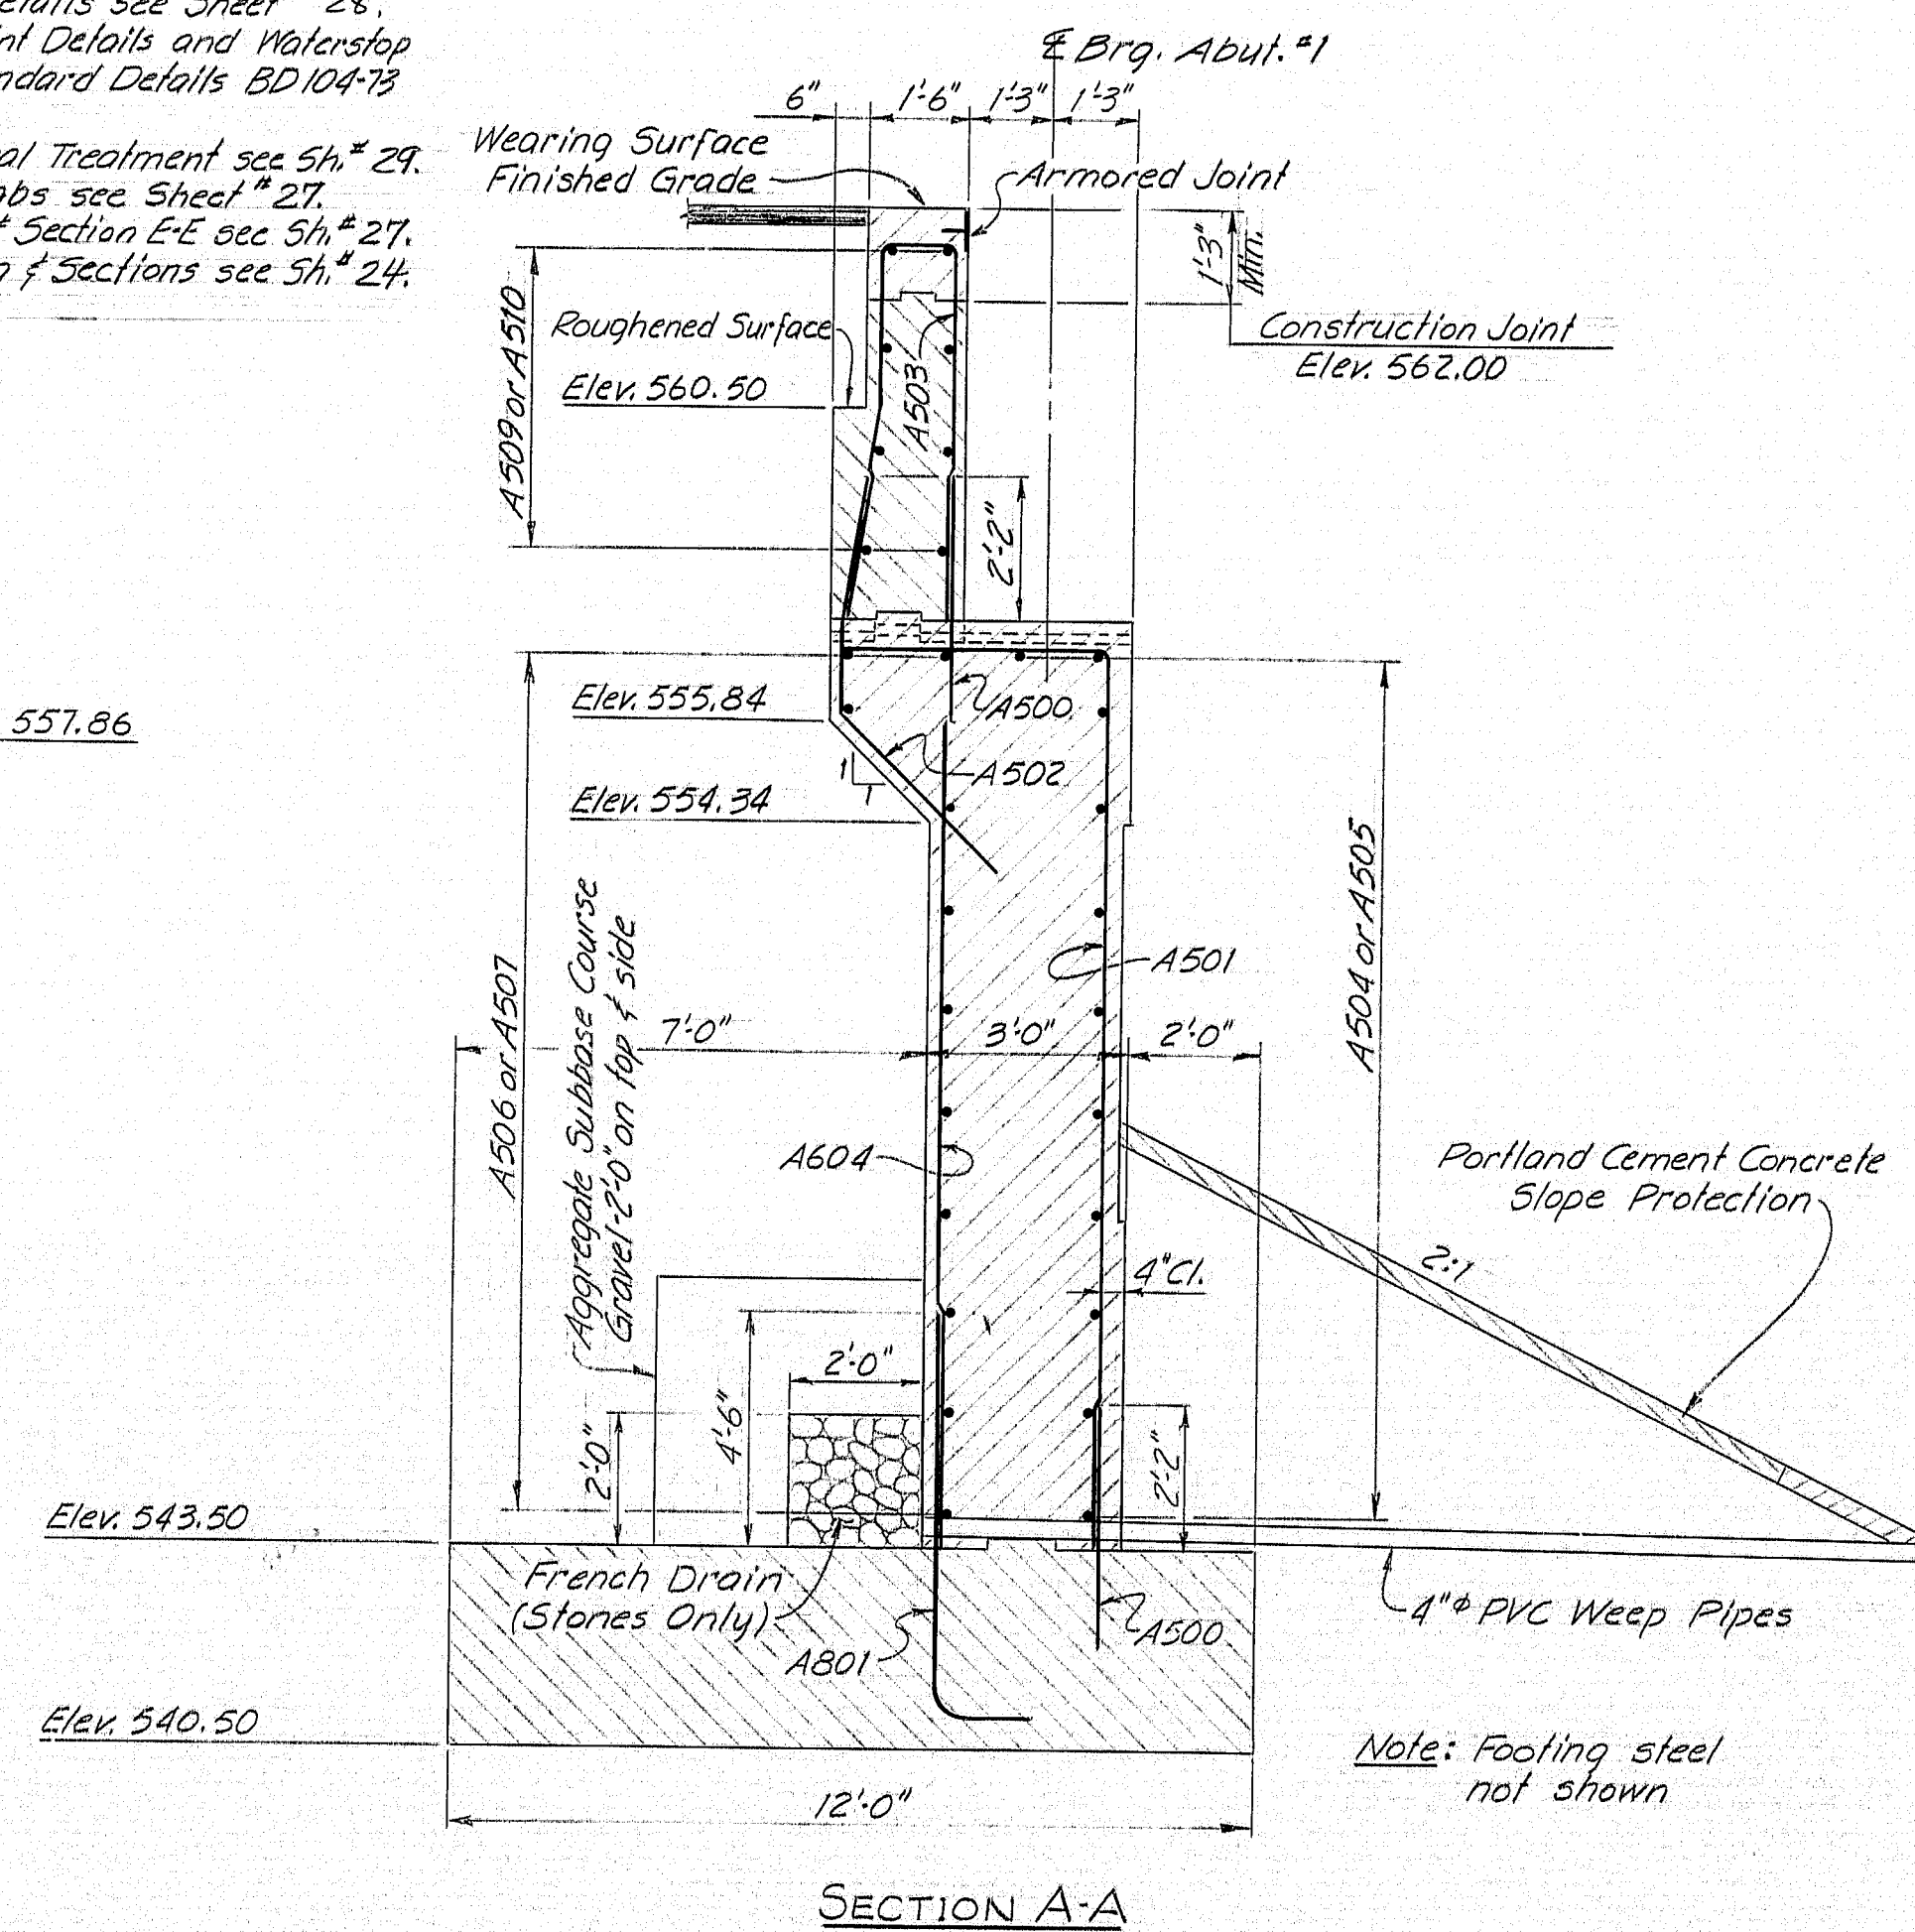 see Sheet 28.
Details and Waterstop
Details BD104-73
Treatment see Sh.# 29.
see Sheet #27.
Section E-E see Sh.#27.
& Sections see Sh.# 24.
℄ Brg. Abut. #1
6" 1'-6" 1'-3" 1'-3"
Wearing Surface
Finished Grade
Armored Joint
1'-3"
Min.
Construction Joint
Elev. 562.00
A509 or A510
Roughened Surface
Elev. 560.50
A503
2'-2"
557.86
Elev. 555.84
A500
A502
1
1
Elev. 554.34
A506 or A507
Aggregate Subbase Course
Gravel-2'-0" on top & side
A504 or A505
A501
7'-0" 3'-0" 2'-0"
A604
Portland Cement Concrete
Slope Protection
2:1
4" Cl.
2'-0"
2'-0"
4'-6"
2'-2"
Elev. 543.50
French Drain
(Stones Only)
A801
A500
4"ϕ PVC Weep Pipes
Elev. 540.50
Note: Footing steel
not shown
12'-0"
SECTION A-A